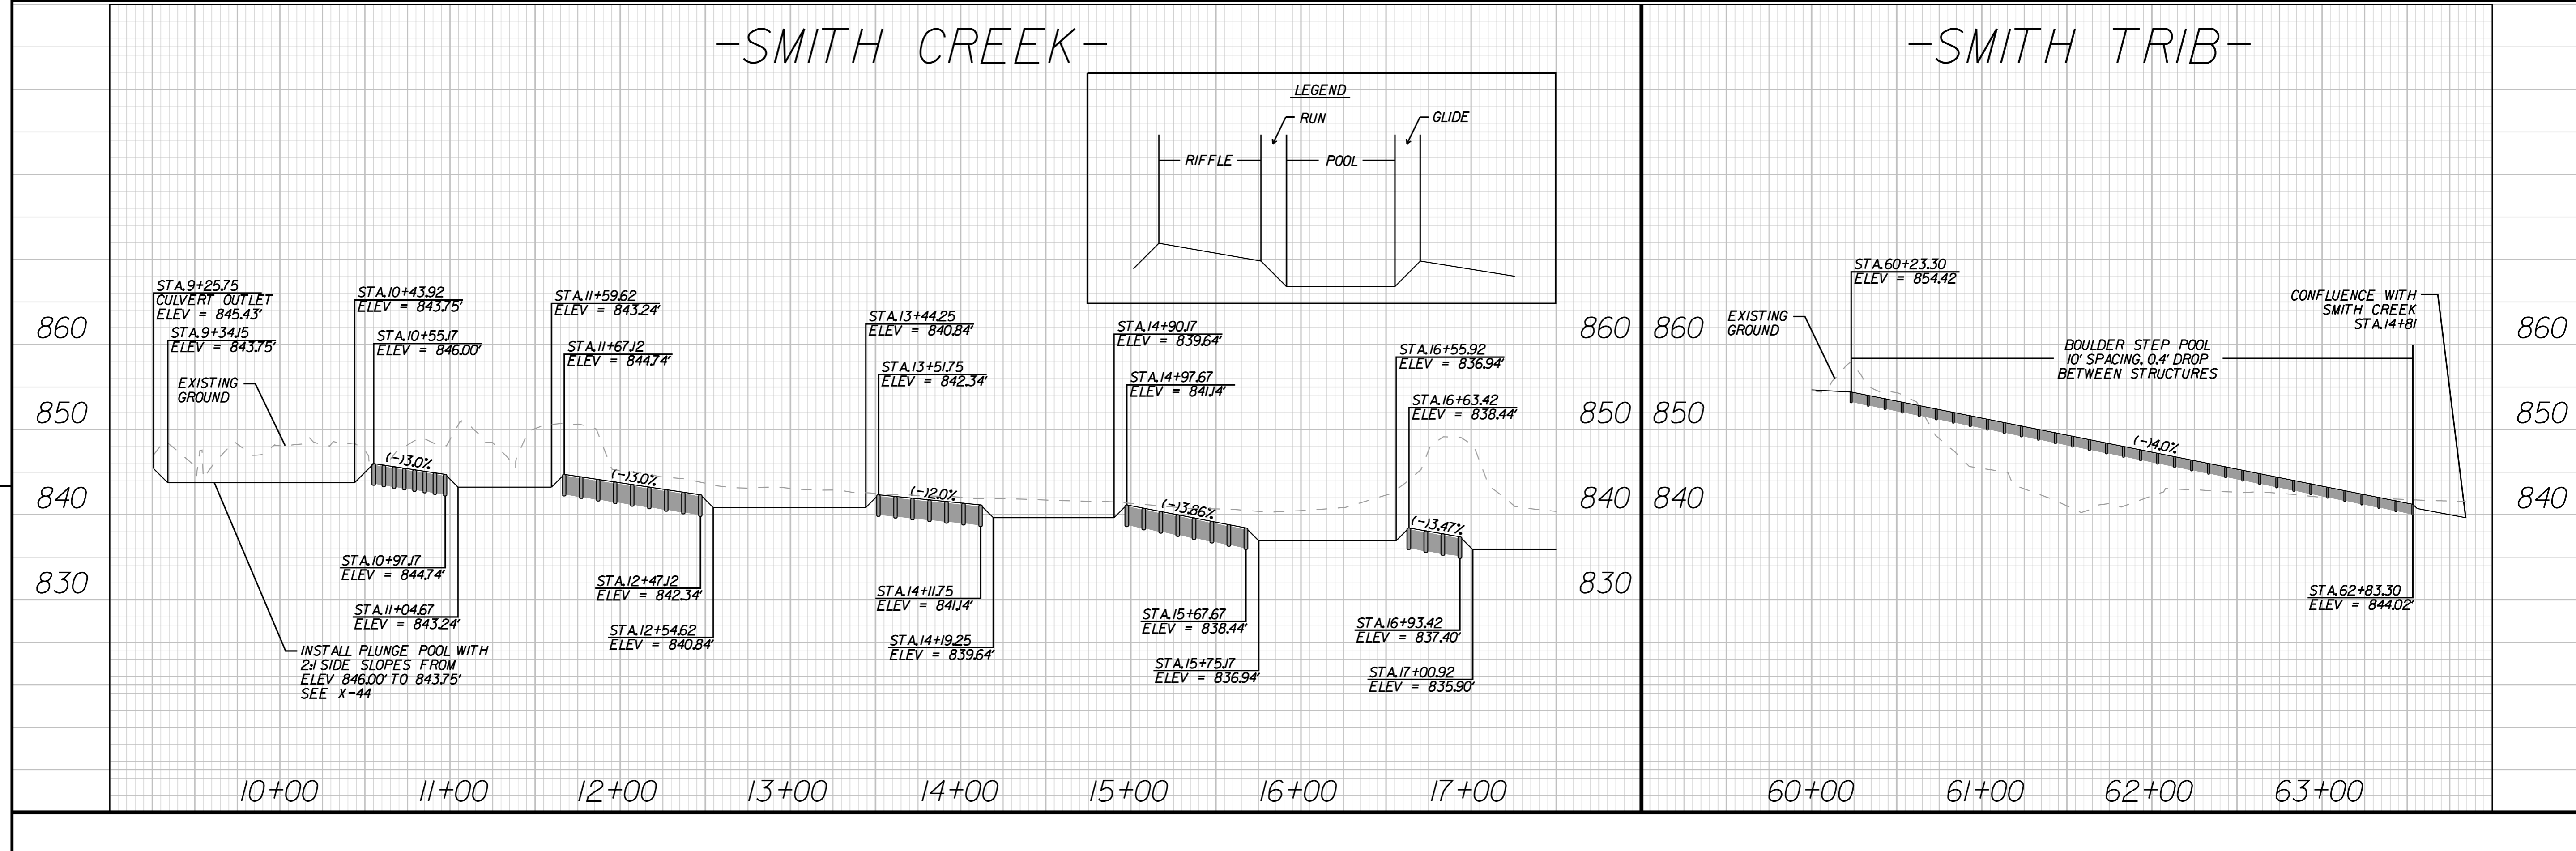 -SMITH CREEK-
LEGEND
RUN
GLIDE
RIFFLE
POOL
STA.9+25.75
CULVERT OUTLET
ELEV = 845.43'
STA.9+34.15
ELEV = 843.75'
EXISTING
GROUND
STA.10+43.92
ELEV = 843.75'
STA.10+55.17
ELEV = 846.00'
STA.11+59.62
ELEV = 843.24'
STA.11+67.12
ELEV = 844.74'
STA.13+44.25
ELEV = 840.84'
STA.13+51.75
ELEV = 842.34'
STA.14+90.17
ELEV = 839.64'
STA.14+97.67
ELEV = 841.14'
STA.16+55.92
ELEV = 836.94'
STA.16+63.42
ELEV = 838.44'
(-)3.0%
(-)3.0%
(-)2.0%
(-)3.86%
(-)3.47%
STA.10+97.17
ELEV = 844.74'
STA.11+04.67
ELEV = 843.24'
STA.12+47.12
ELEV = 842.34'
STA.12+54.62
ELEV = 840.84'
STA.14+11.75
ELEV = 841.14'
STA.14+19.25
ELEV = 839.64'
STA.15+67.67
ELEV = 838.44'
STA.15+75.17
ELEV = 836.94'
STA.16+93.42
ELEV = 837.40'
STA.17+00.92
ELEV = 835.90'
INSTALL PLUNGE POOL WITH
2:1 SIDE SLOPES FROM
ELEV 846.00' TO 843.75'
SEE X-44
860
850
840
830
860
850
840
830
10+00
11+00
12+00
13+00
14+00
15+00
16+00
17+00
-SMITH TRIB-
STA.60+23.30
ELEV = 854.42
EXISTING
GROUND
CONFLUENCE WITH
SMITH CREEK
STA.14+81
BOULDER STEP POOL
10' SPACING, 0.4' DROP
BETWEEN STRUCTURES
(-)4.0%
STA.62+83.30
ELEV = 844.02'
860
850
840
860
850
840
60+00
61+00
62+00
63+00